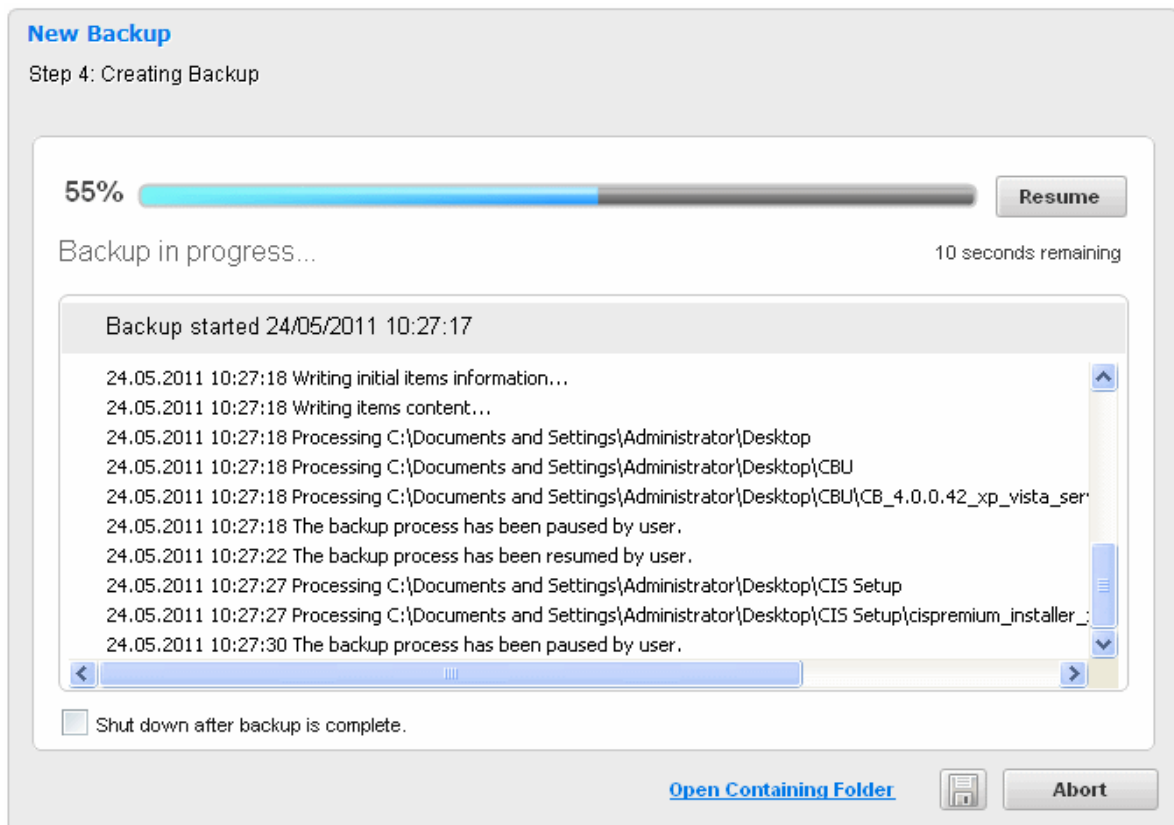 New Backup
Step 4: Creating Backup
55%
Resume
Backup in progress...
10 seconds remaining
Backup started 24/05/2011 10:27:17
24.05.2011 10:27:18 Writing initial items information...
24.05.2011 10:27:18 Writing items content...
24.05.2011 10:27:18 Processing C:\Documents and Settings\Administrator\Desktop
24.05.2011 10:27:18 Processing C:\Documents and Settings\Administrator\Desktop\CBU
24.05.2011 10:27:18 Processing C:\Documents and Settings\Administrator\Desktop\CBU\CB_4.0.0.42_xp_vista_ser
24.05.2011 10:27:18 The backup process has been paused by user.
24.05.2011 10:27:22 The backup process has been resumed by user.
24.05.2011 10:27:27 Processing C:\Documents and Settings\Administrator\Desktop\CIS Setup
24.05.2011 10:27:27 Processing C:\Documents and Settings\Administrator\Desktop\CIS Setup\cispremium_installer_
24.05.2011 10:27:30 The backup process has been paused by user.
Shut down after backup is complete.
Open Containing Folder
Abort